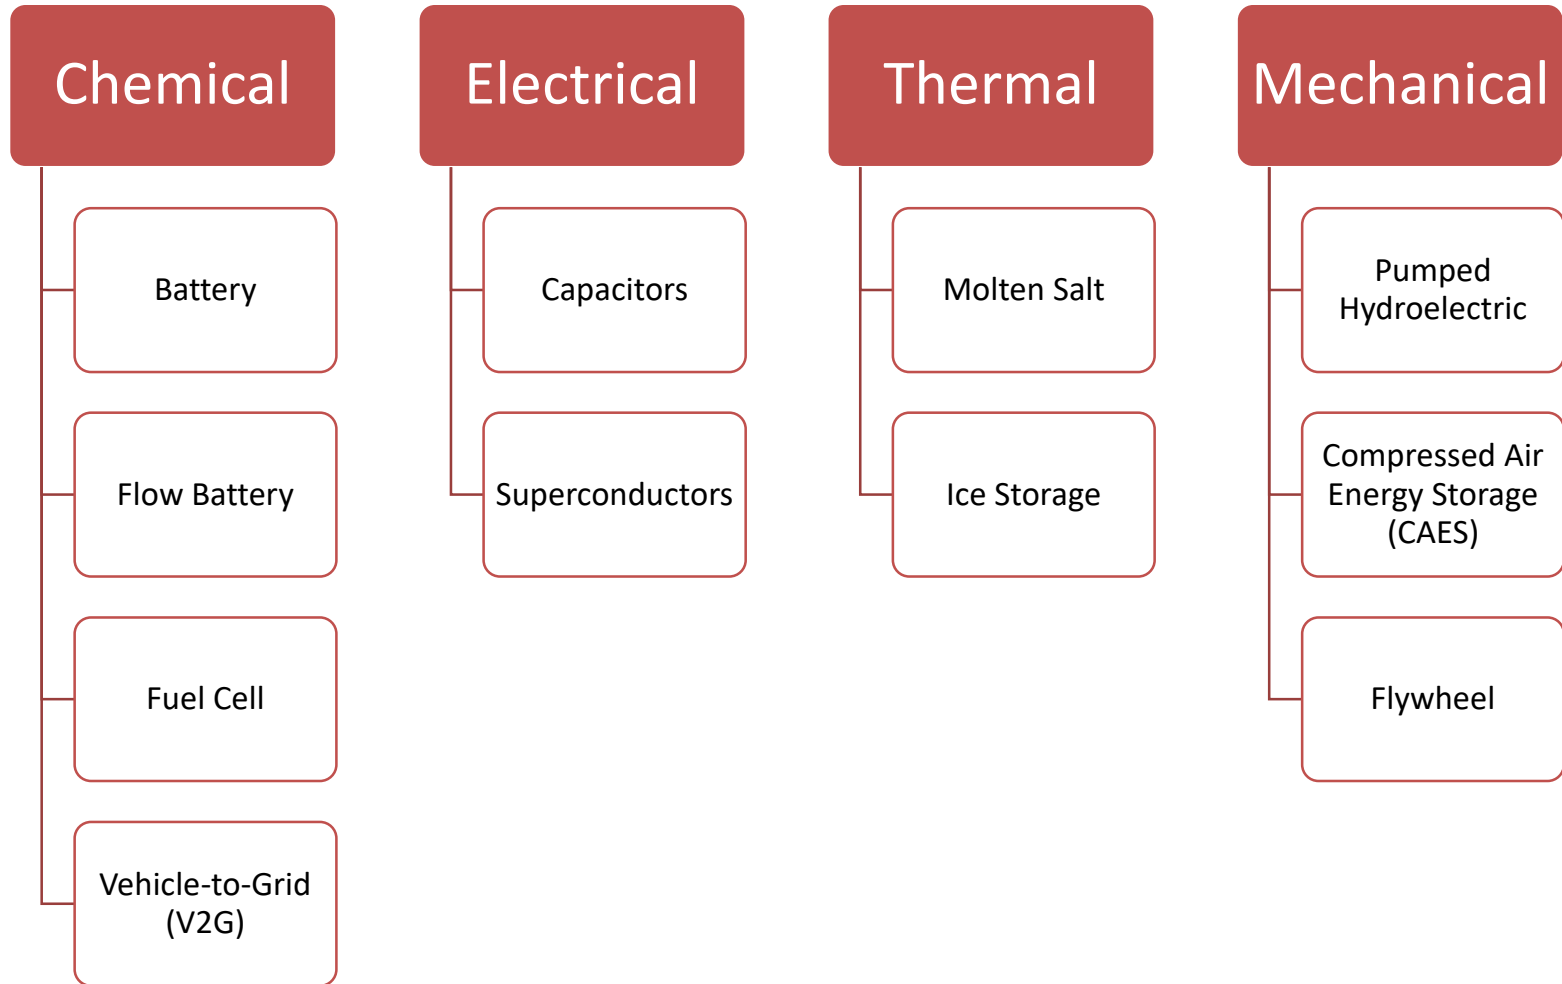 Chemical
Battery
Flow Battery
Fuel Cell
Vehicle-to-Grid
(V2G)
Electrical
Capacitors
Superconductors
Thermal
Molten Salt
Ice Storage
Mechanical
Pumped
Hydroelectric
Compressed Air
Energy Storage
(CAES)
Flywheel